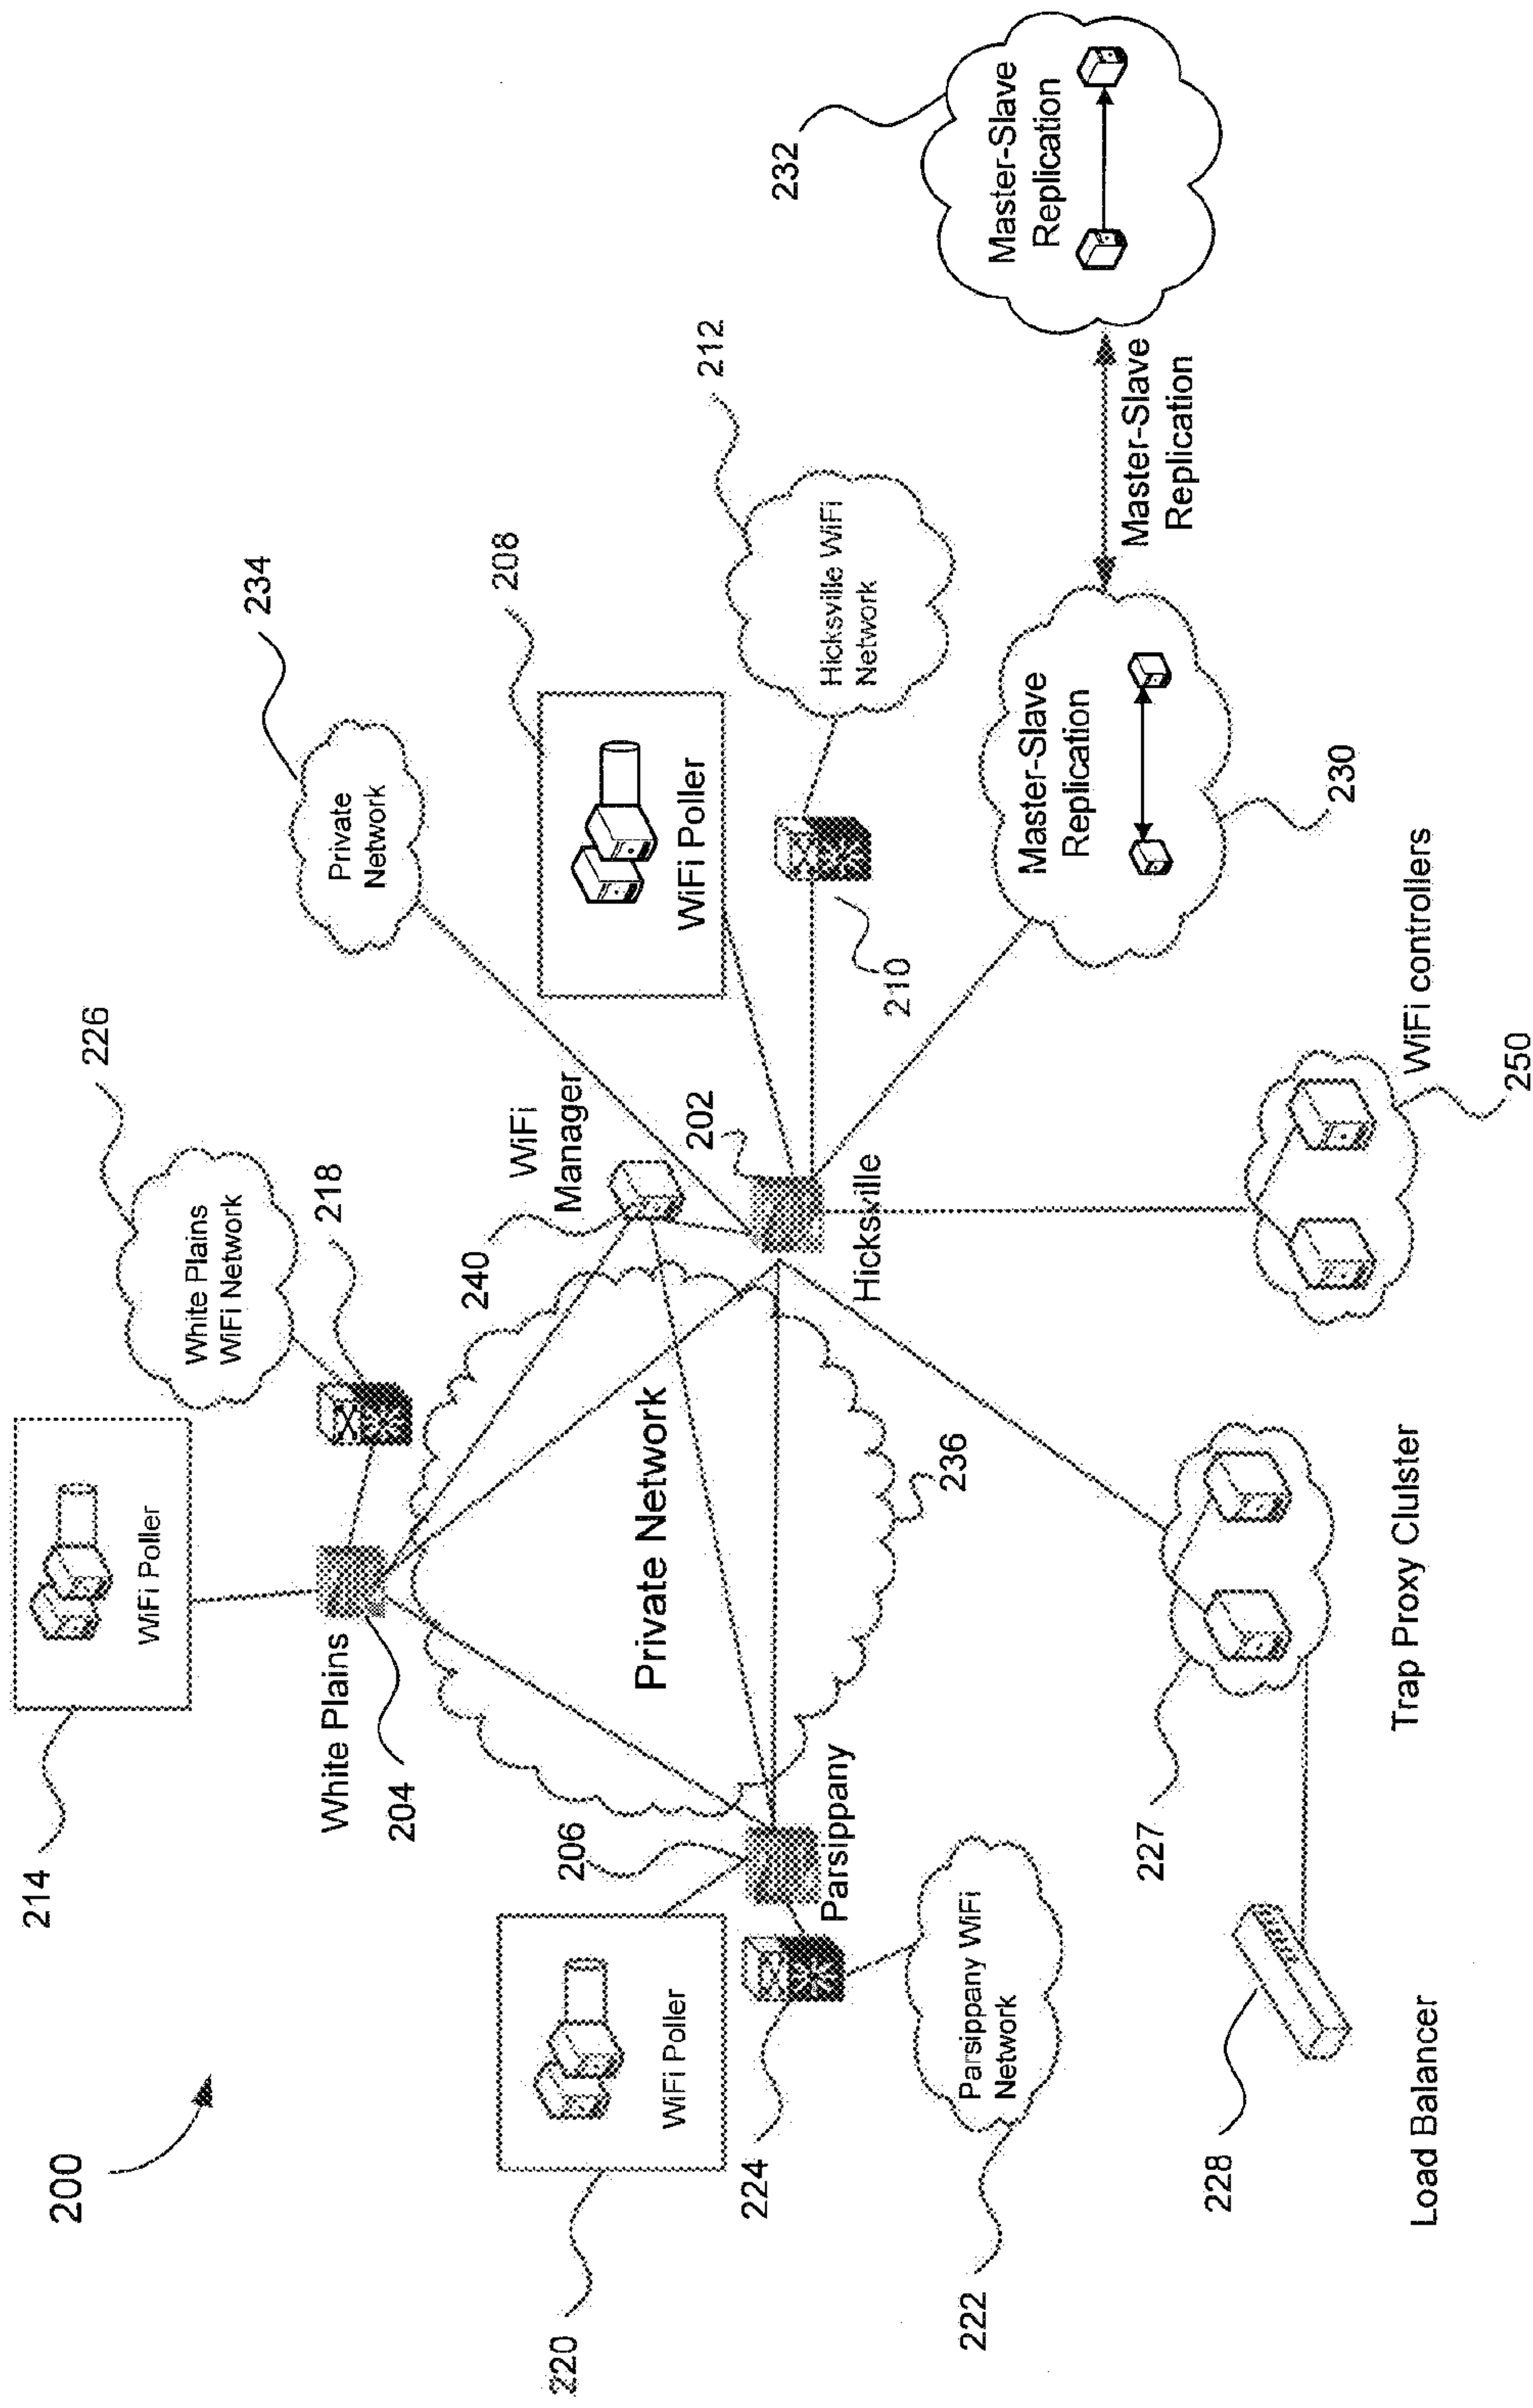 200
214
WiFi Poller
226
White Plains
WiFi Network
218
234
Private
Network
White Plains
204
240
WiFi
Manager
208
WiFi Poller
212
Hicksville WiFi
Network
232
Master-Slave
Replication
220
WiFi Poller
206
Private Network
202
210
Parsippany
Hicksville
224
236
Master-Slave
Replication
Master-Slave
Replication
222
Parsippany WiFi
Network
227
230
228
Load Balancer
Trap Proxy Clulster
WiFi controllers
250